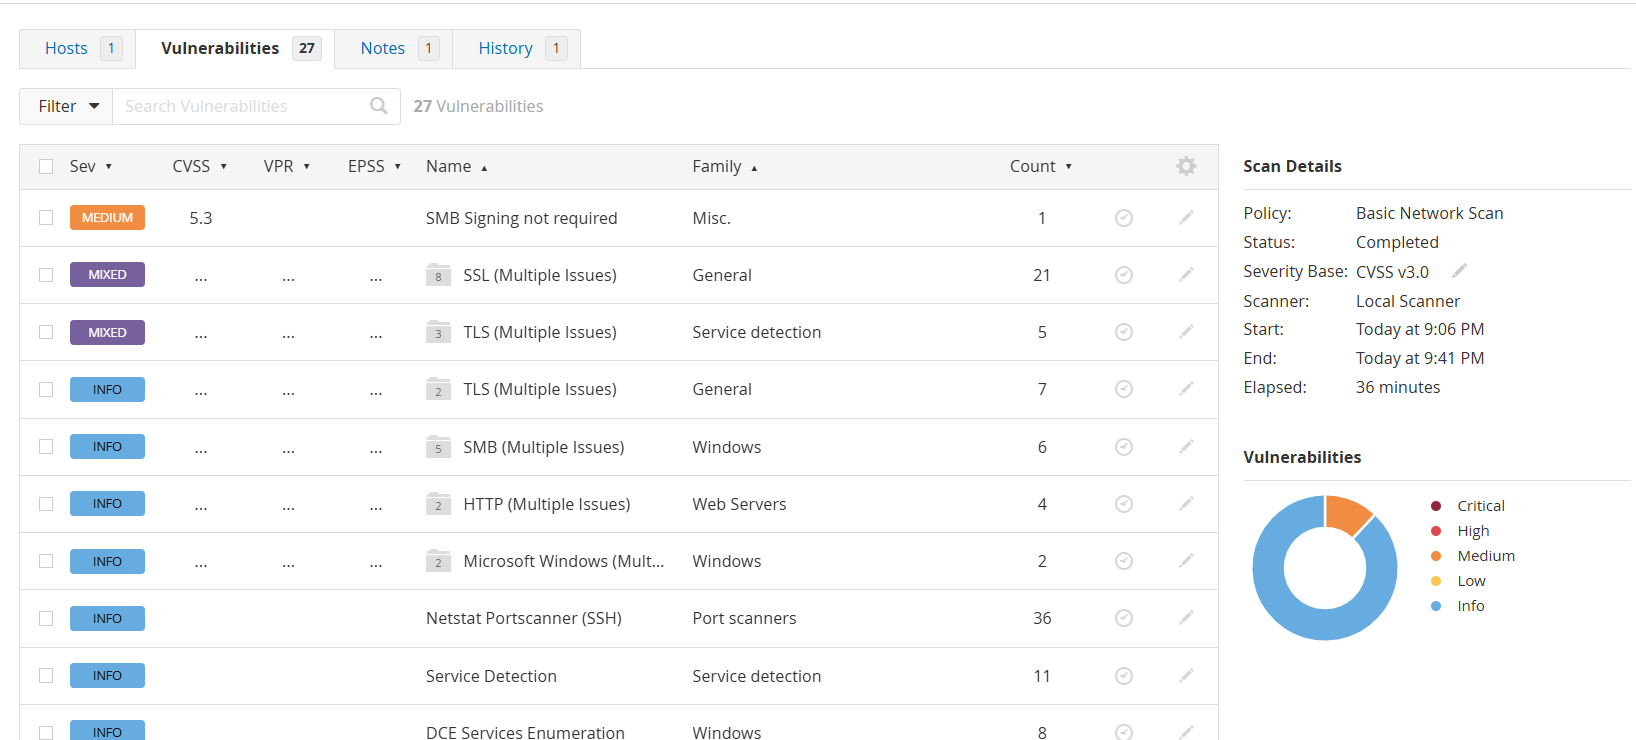 Hosts 1 Vulnerabilities 27 Notes 1 History 1
Filter Search Vulnerabilities 27 Vulnerabilities
Sev CVSS VPR EPSS Name Family Count
MEDIUM 5.3 SMB Signing not required Misc. 1
MIXED ... ... ... 8 SSL (Multiple Issues) General 21
MIXED ... ... ... 3 TLS (Multiple Issues) Service detection 5
INFO ... ... ... 2 TLS (Multiple Issues) General 7
INFO ... ... ... 5 SMB (Multiple Issues) Windows 6
INFO ... ... ... 2 HTTP (Multiple Issues) Web Servers 4
INFO ... ... ... 2 Microsoft Windows (Mult... Windows 2
INFO Netstat Portscanner (SSH) Port scanners 36
INFO Service Detection Service detection 11
INFO DCE Services Enumeration Windows 8
Scan Details
Policy: Basic Network Scan
Status: Completed
Severity Base: CVSS v3.0
Scanner: Local Scanner
Start: Today at 9:06 PM
End: Today at 9:41 PM
Elapsed: 36 minutes
Vulnerabilities
Critical
High
Medium
Low
Info